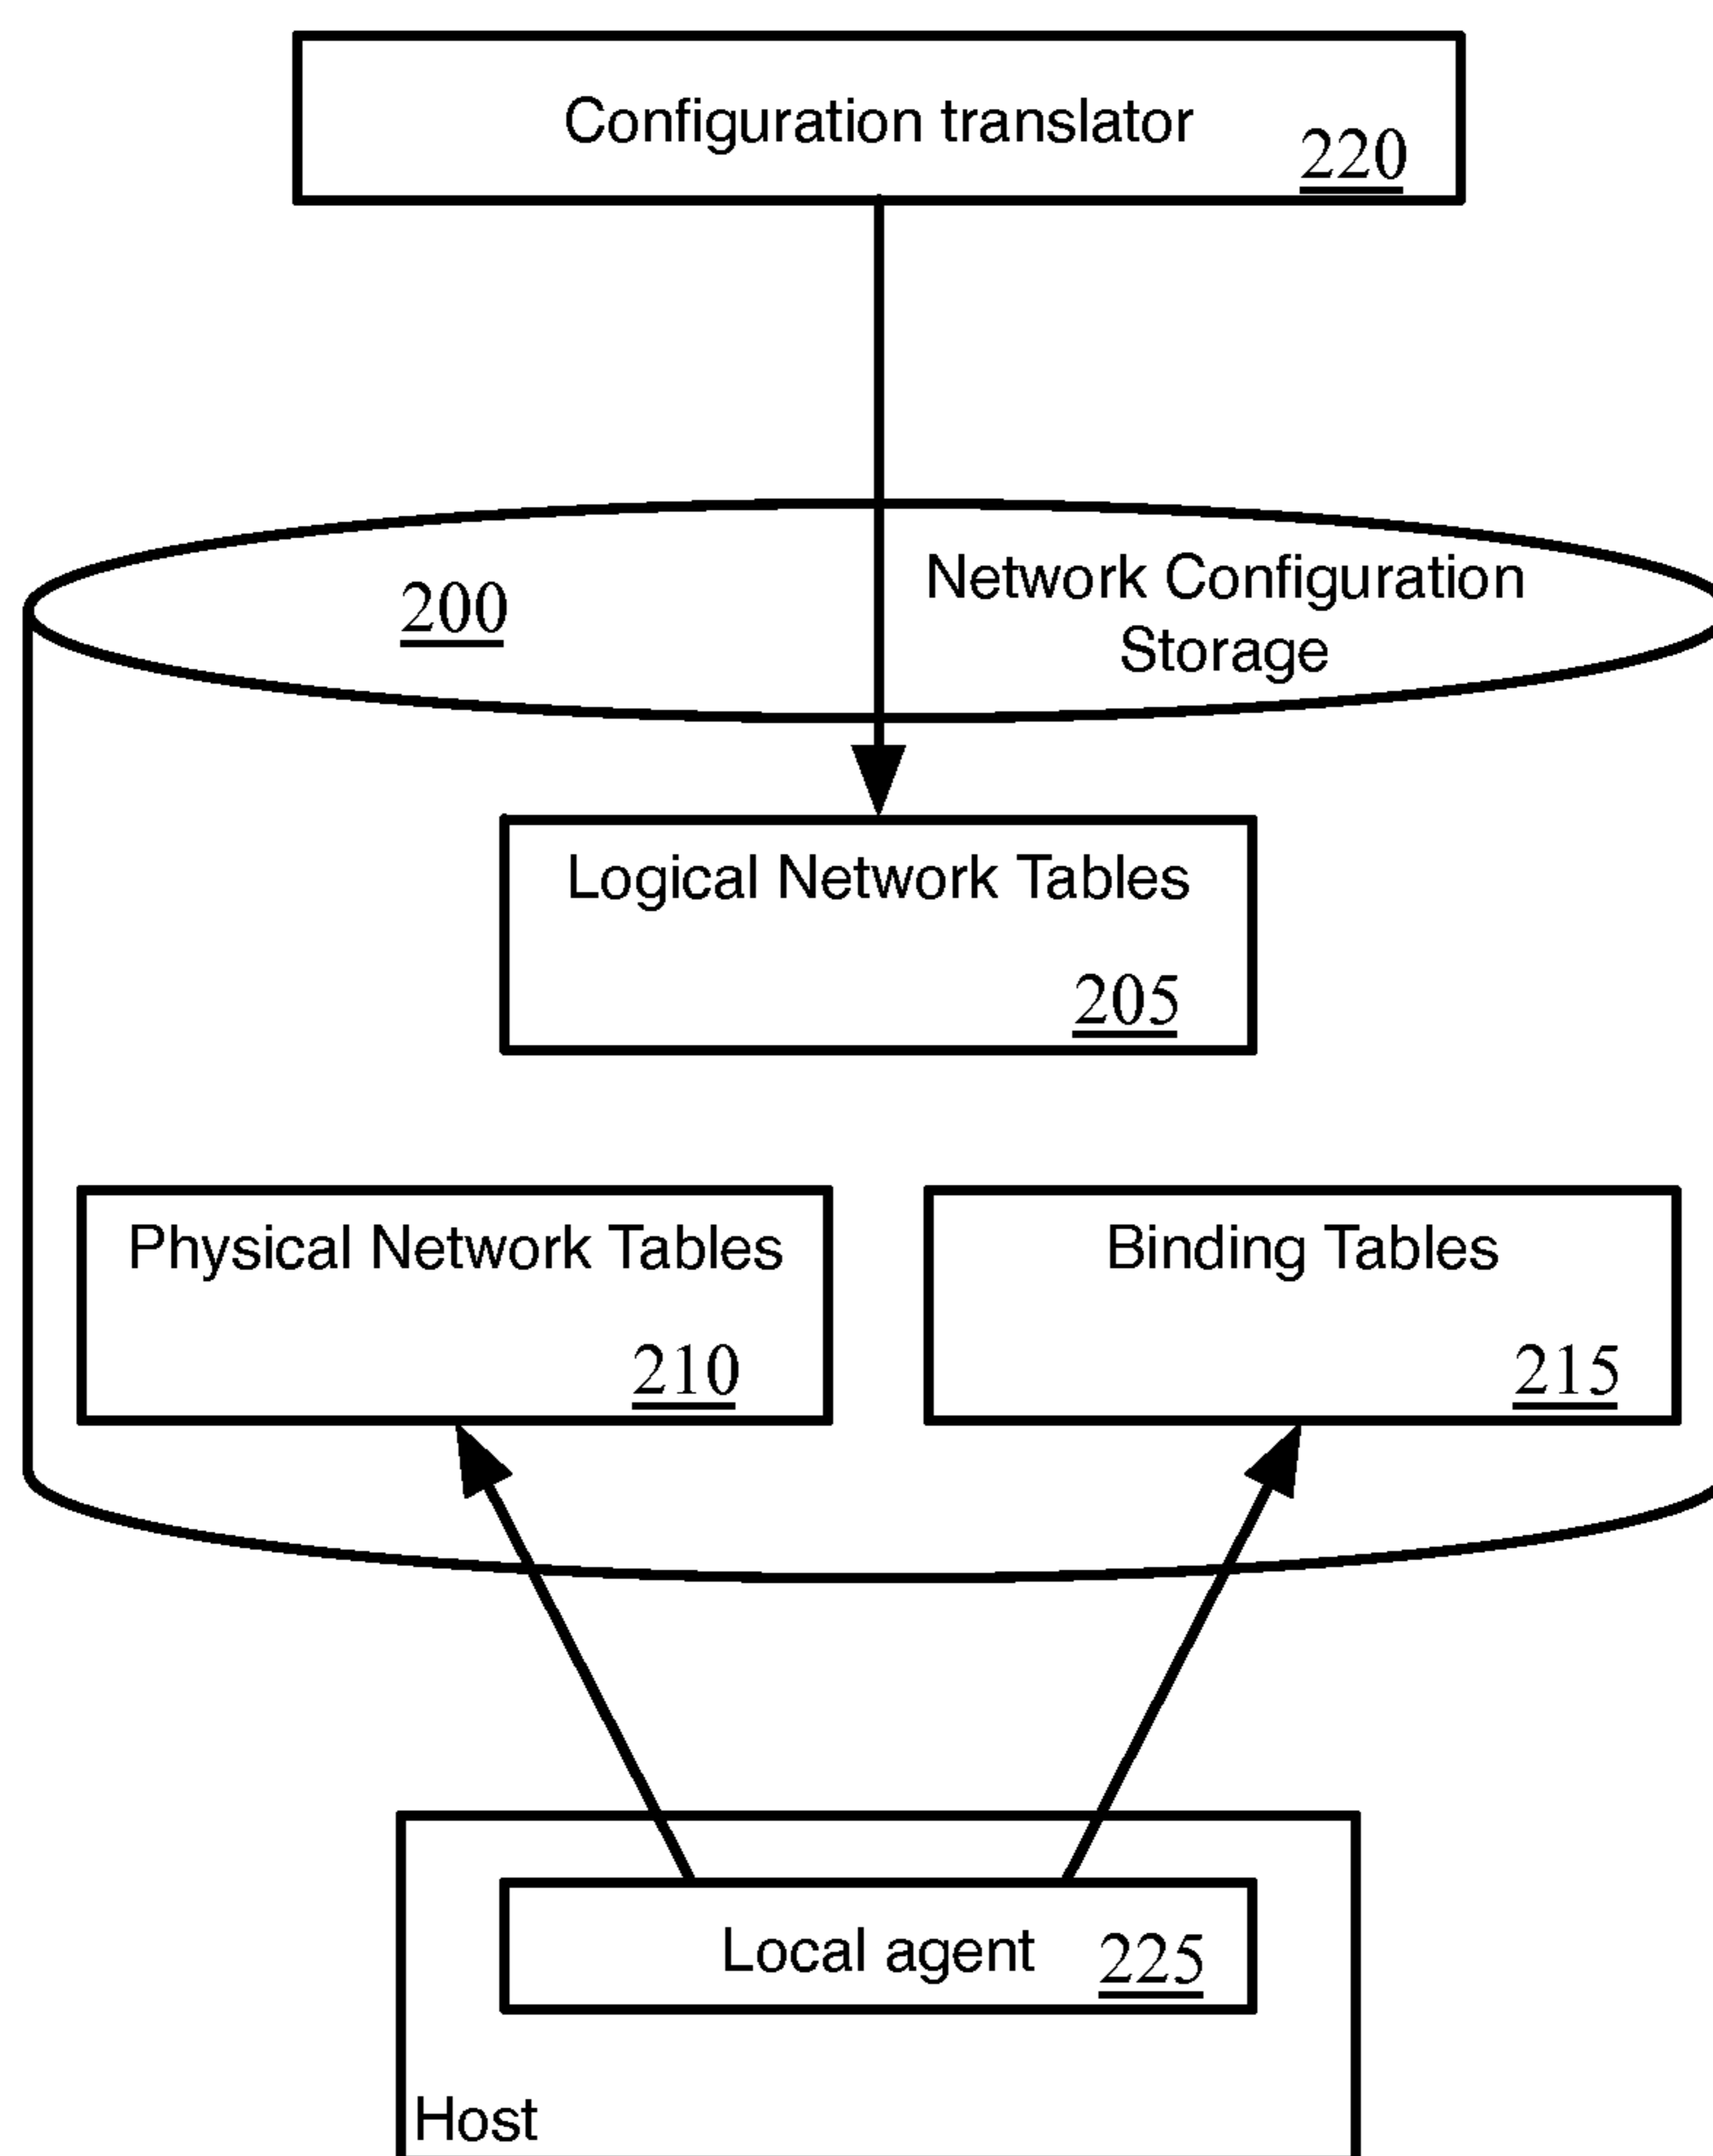 Configuration translator
220
200
Network Configuration
Storage
Logical Network Tables
205
Physical Network Tables
210
Binding Tables
215
Local agent 225
Host